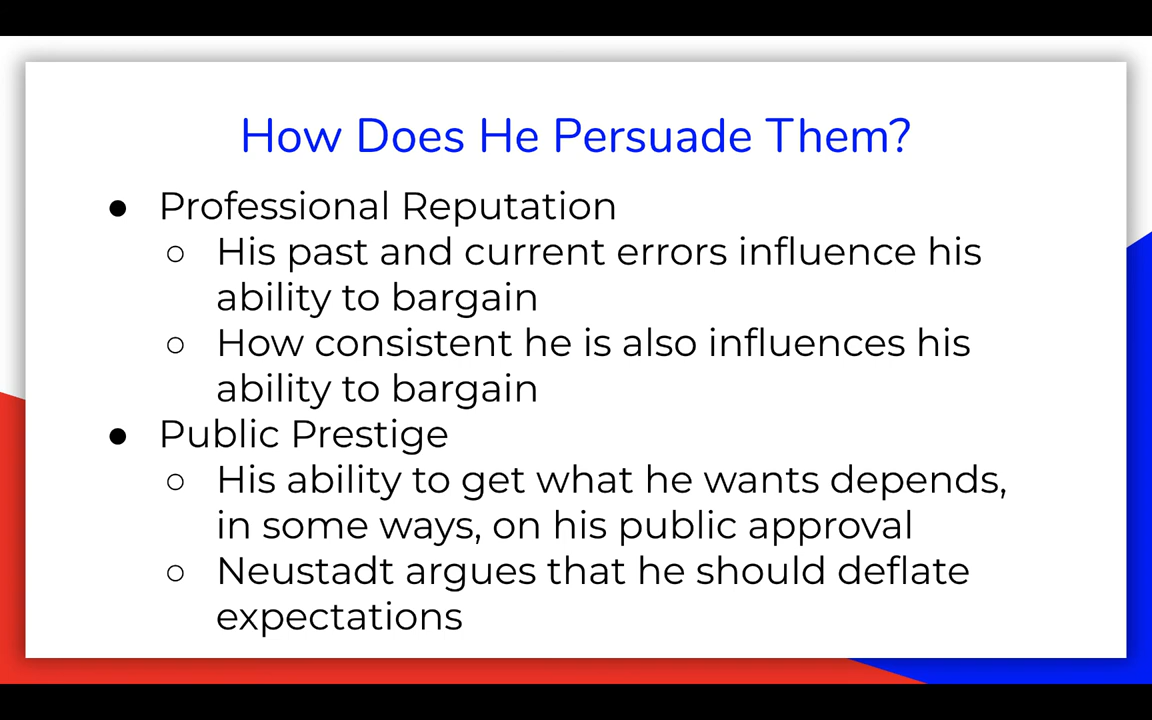 How Does He Persuade Them?
● Professional Reputation
○ His past and current errors influence his
ability to bargain
○ How consistent he is also influences his
ability to bargain
● Public Prestige
○ His ability to get what he wants depends,
in some ways, on his public approval
○ Neustadt argues that he should deflate
expectations